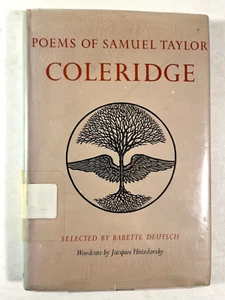 POEMS OF SAMUEL TAYLOR
COLERIDGE
SELECTED BY BABETTE DEUTSCH
Woodcuts by Jacques Hnizdovsky